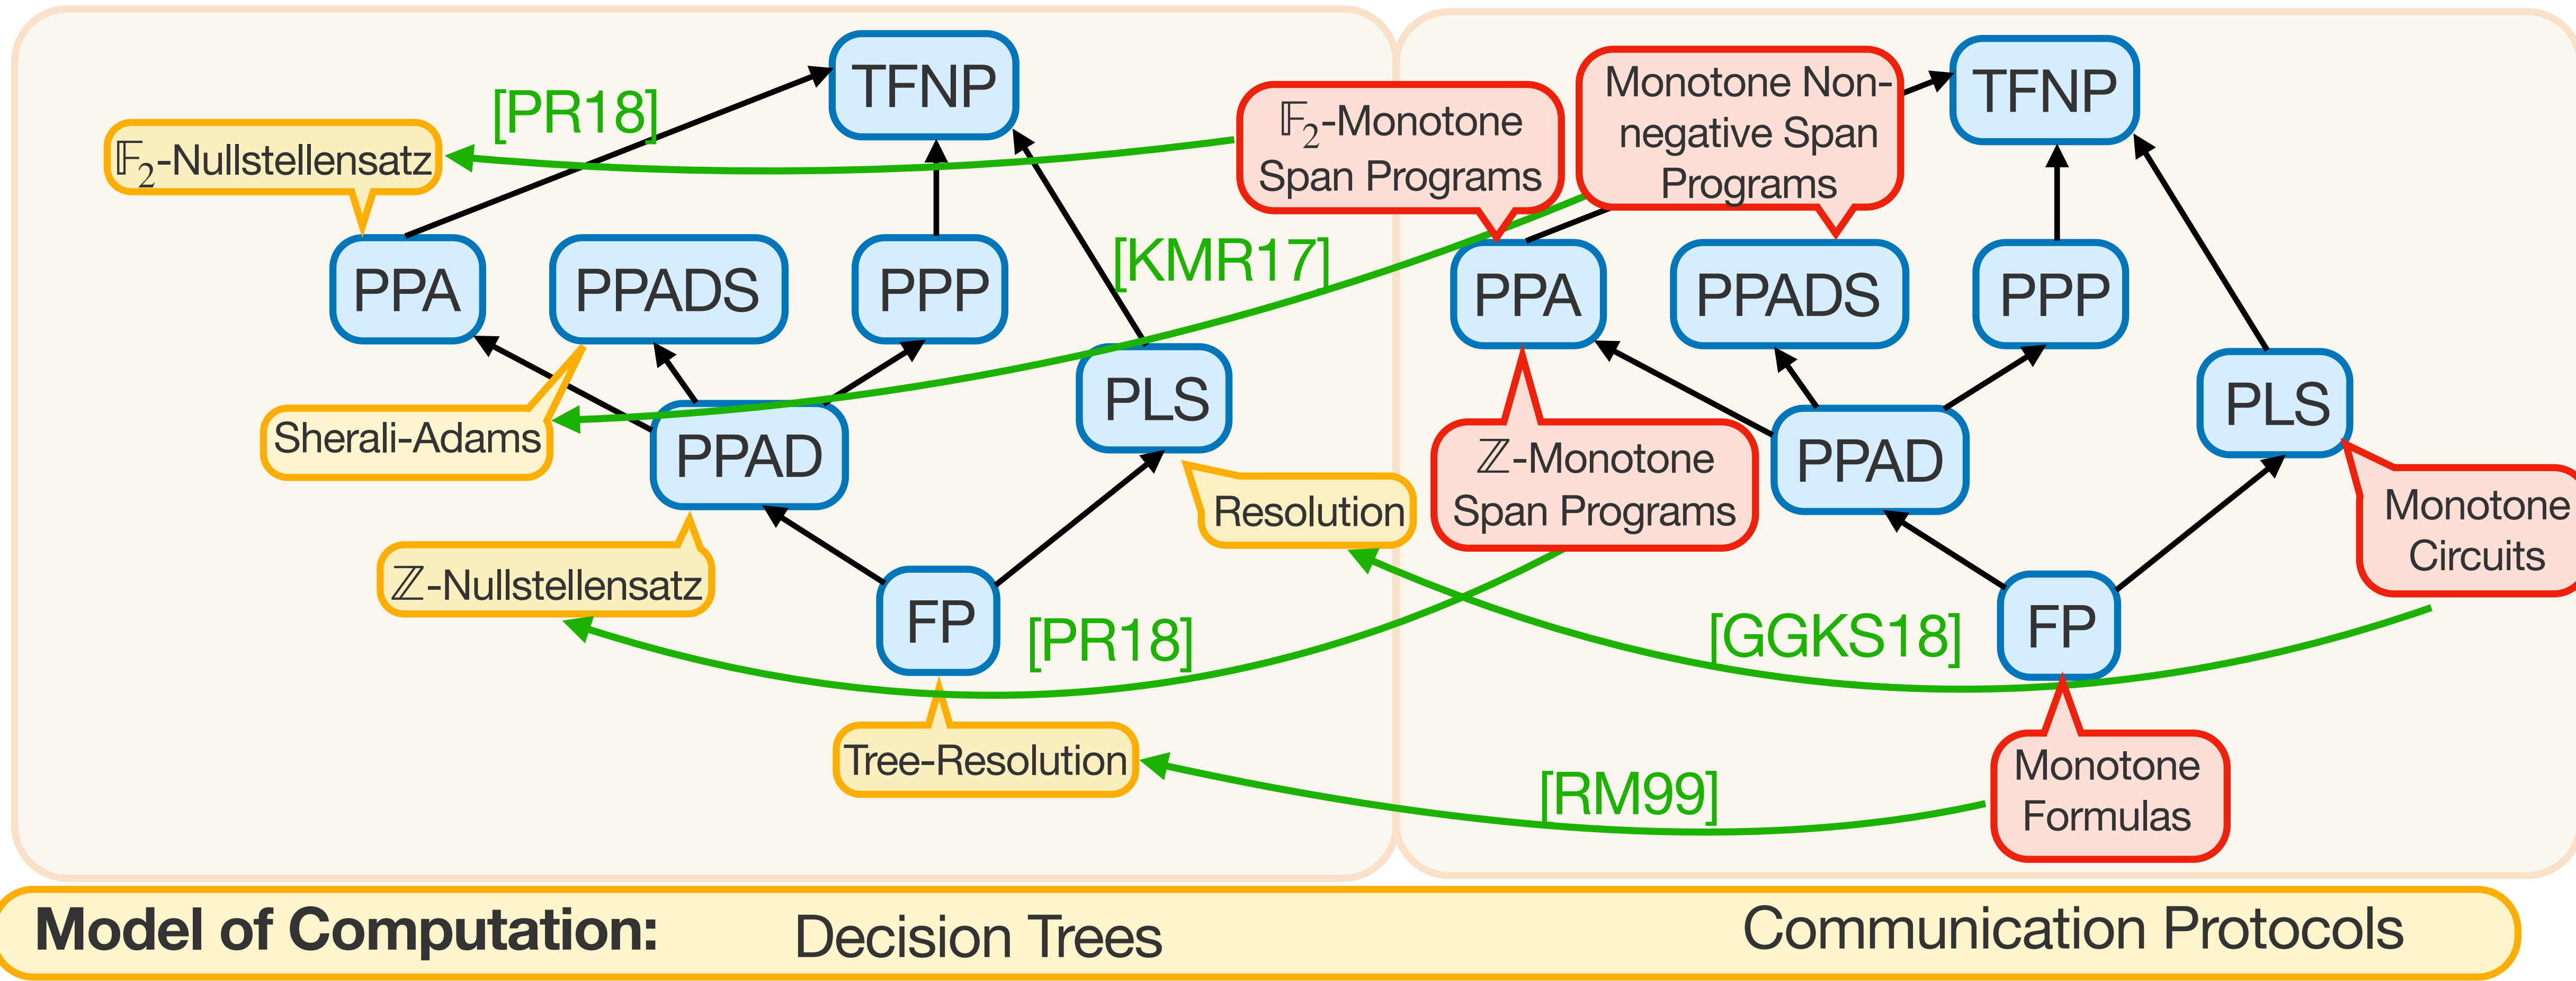 TFNP
[PR18]
𝔽₂-Nullstellensatz
PPA
PPADS
PPP
[KMR17]
Sherali-Adams
PPAD
PLS
Resolution
ℤ-Nullstellensatz
FP
[PR18]
Tree-Resolution
𝔽₂-Monotone
Span Programs
Monotone Non-
negative Span
Programs
TFNP
PPA
PPADS
PPP
ℤ-Monotone
Span Programs
PPAD
PLS
Monotone
Circuits
[GGKS18]
FP
[RM99]
Monotone
Formulas
Model of Computation: Decision Trees Communication Protocols